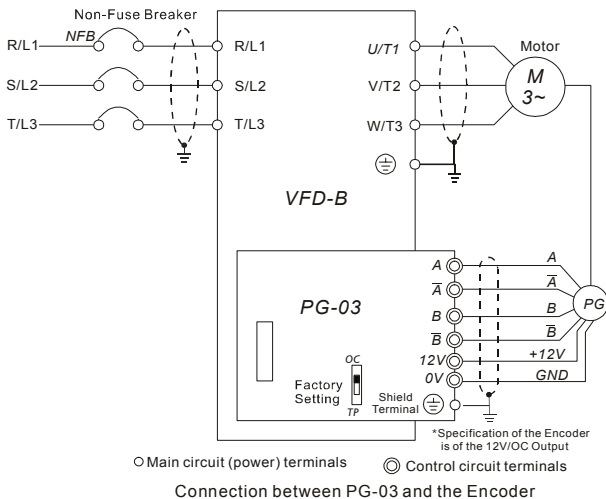 Non-Fuse Breaker
R/L1 NFB R/L1 U/T1 Motor
S/L2 S/L2 V/T2 M
3~
T/L3 T/L3 W/T3
VFD-B
PG-03
A A
A̅ A̅
B B PG
B̅ B̅
12V +12V
0V GND
OC
Factory
Setting
TP
Shield
Terminal
*Specification of the Encoder
is of the 12V/OC Output
Main circuit (power) terminals Control circuit terminals
Connection between PG-03 and the Encoder